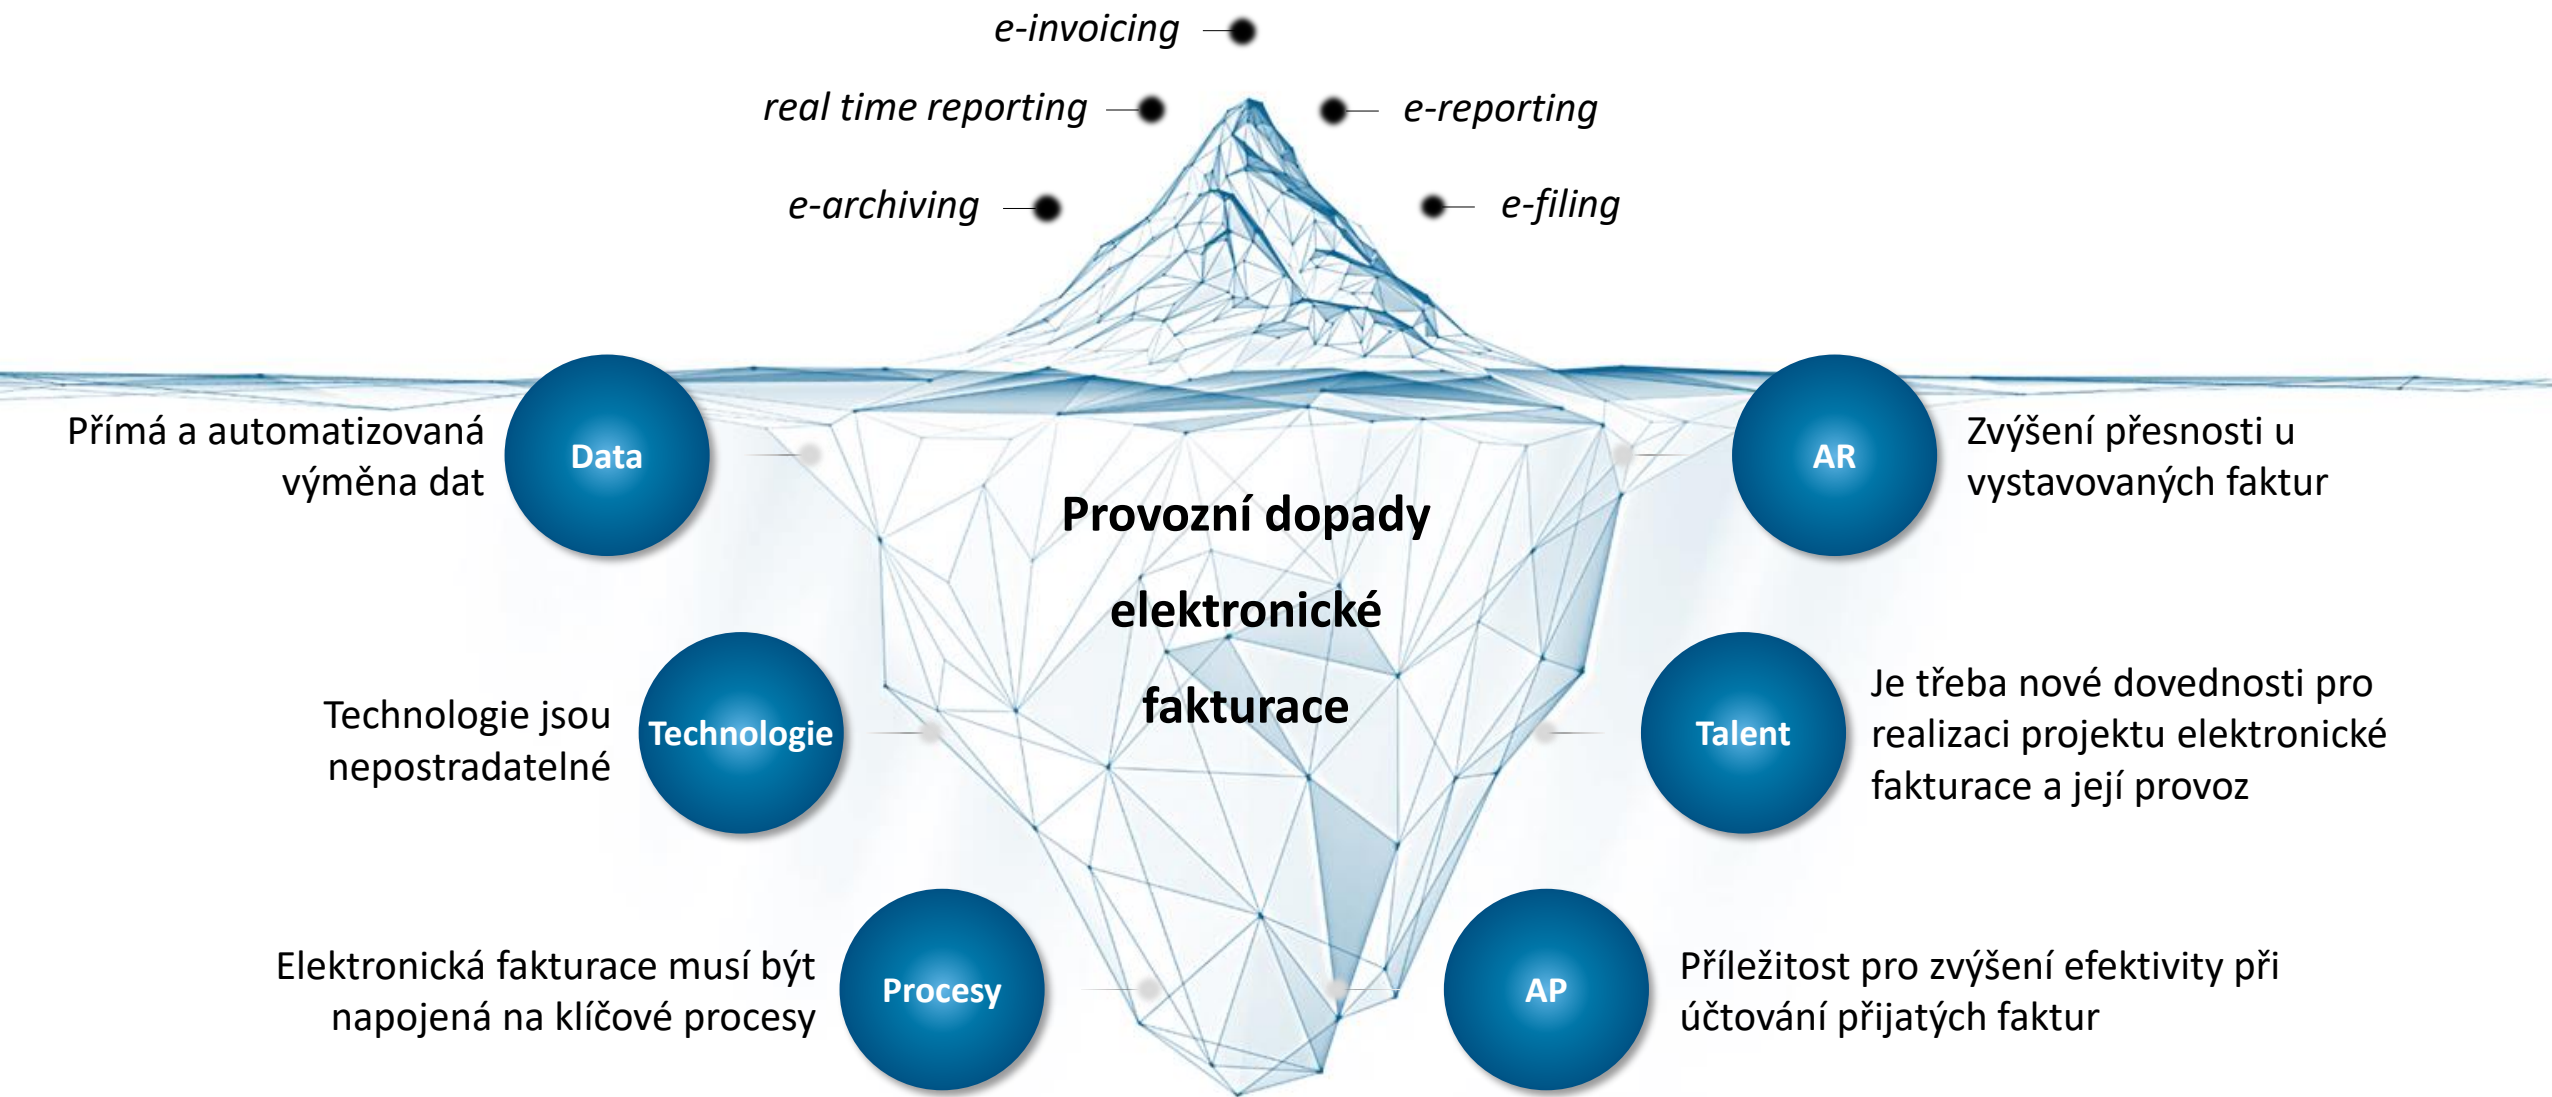 e-invoicing
real time reporting
e-reporting
e-archiving
e-filing
Přímá a automatizovaná
výměna dat
Data
AR
Zvýšení přesnosti u
vystavovaných faktur
Provozní dopady
elektronické
fakturace
Technologie jsou
nepostradatelné
Technologie
Talent
Je třeba nové dovednosti pro
realizaci projektu elektronické
fakturace a její provoz
Elektronická fakturace musí být
napojená na klíčové procesy
Procesy
AP
Příležitost pro zvýšení efektivity při
účtování přijatých faktur